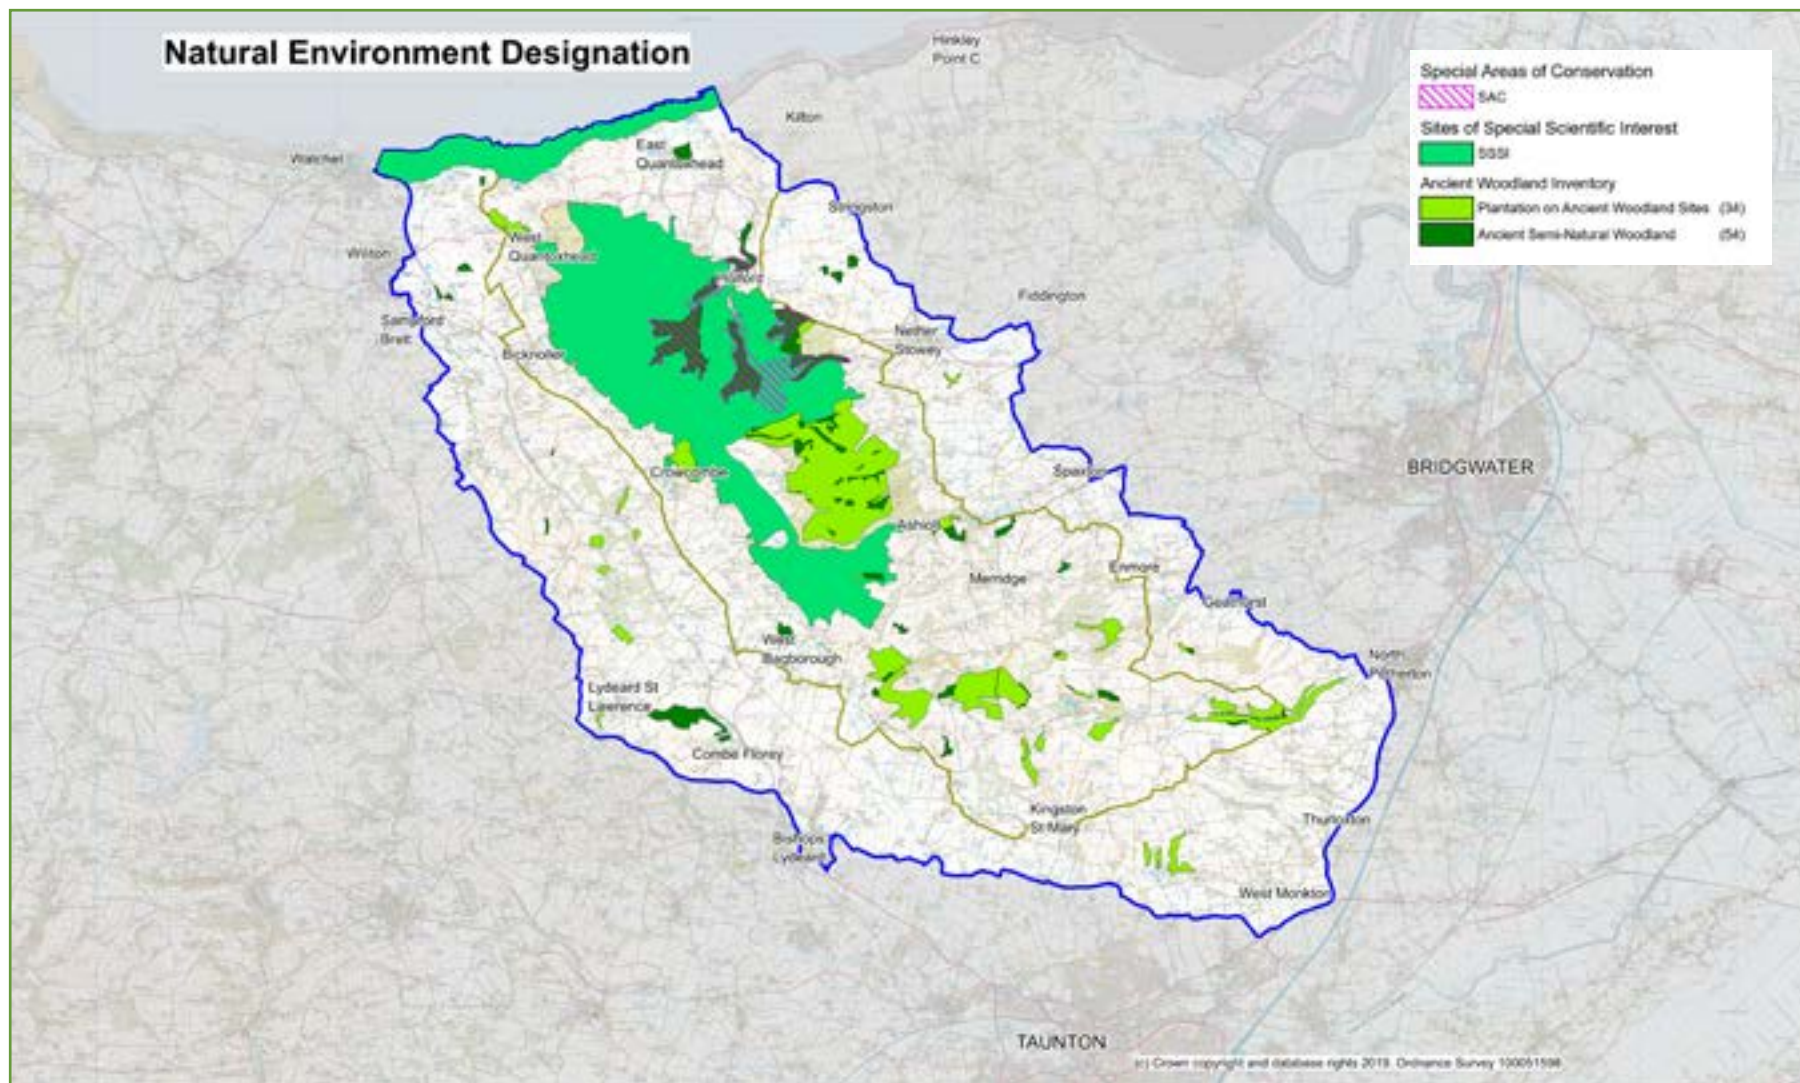 Natural Environment Designation
Hinkley
Point C
Special Areas of Conservation
SAC
Sites of Special Scientific Interest
SSSI
Ancient Woodland Inventory
Plantation on Ancient Woodland Sites (34)
Ancient Semi-Natural Woodland (54)
Kilton
East
Quantoxhead
Watchet
Stringston
West
Quantoxhead
Williton
Holford
Fiddington
Sampford
Brett
Nether
Stowey
Bicknoller
Crowcombe
Spaxton
BRIDGWATER
Aisholt
Merridge
Enmore
Goathurst
West
Bagborough
North
Petherton
Lydeard St
Lawrence
Combe Florey
Kingston
St Mary
Thurloxton
Bishops
Lydeard
West Monkton
TAUNTON
(c) Crown copyright and database rights 2019. Ordnance Survey 100051598